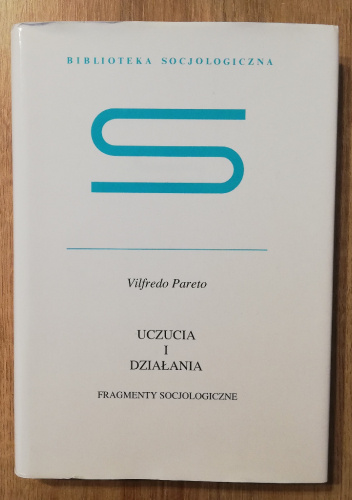 BIBLIOTEKA SOCJOLOGICZNA
Vilfredo Pareto
UCZUCIA
I
DZIAŁANIA
FRAGMENTY SOCJOLOGICZNE